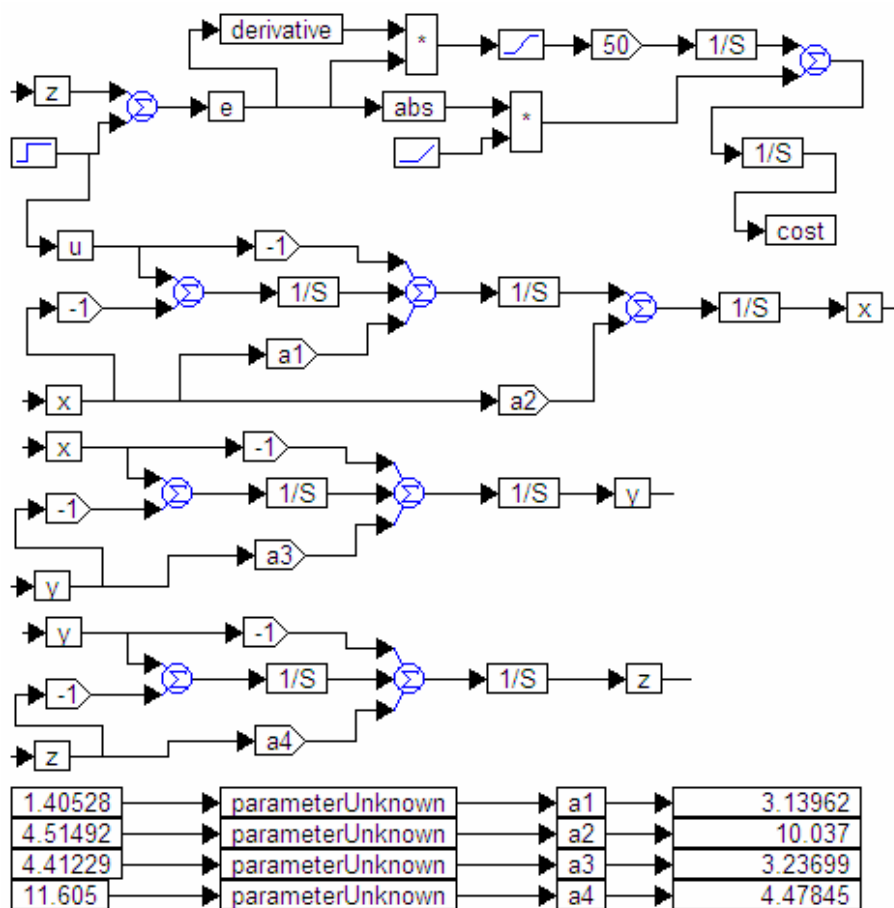 derivative * 50 1/S
z Σ e abs * Σ
1/S
cost
u -1
-1 Σ 1/S Σ 1/S Σ 1/S x
a1
x a2
x -1
-1 Σ 1/S Σ 1/S y
a3
y
y -1
-1 Σ 1/S Σ 1/S z
a4
z
1.40528 parameterUnknown a1 3.13962
4.51492 parameterUnknown a2 10.037
4.41229 parameterUnknown a3 3.23699
11.605 parameterUnknown a4 4.47845